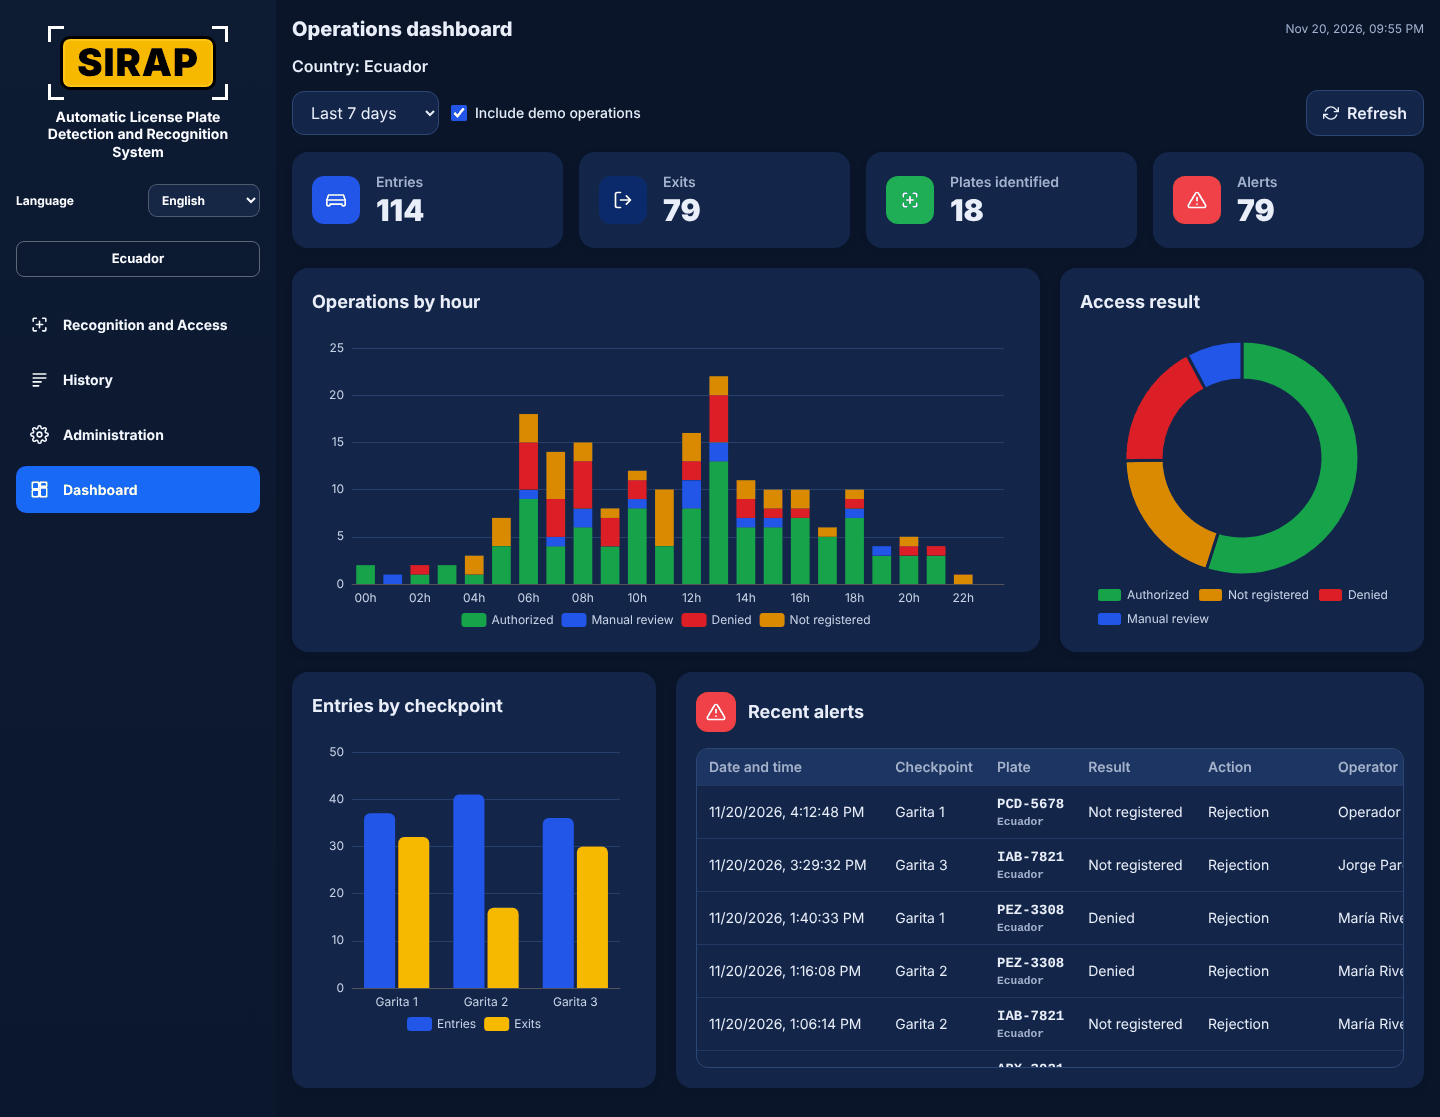 SIRAP
Automatic License Plate
Detection and Recognition
System
Language
English
Ecuador
Recognition and Access
History
Administration
Dashboard
Operations dashboard
Nov 20, 2026, 09:55 PM
Country: Ecuador
Last 7 days
Include demo operations
Refresh
Entries
114
Exits
79
Plates identified
18
Alerts
79
Operations by hour
25
20
15
10
5
0
00h 02h 04h 06h 08h 10h 12h 14h 16h 18h 20h 22h
Authorized Manual review Denied Not registered
Access result
Authorized Not registered Denied
Manual review
Entries by checkpoint
50
40
30
20
10
0
Garita 1 Garita 2 Garita 3
Entries Exits
Recent alerts
Date and time Checkpoint Plate Result Action Operator
11/20/2026, 4:12:48 PM Garita 1 PCD-5678 Not registered Rejection Operador
Ecuador
11/20/2026, 3:29:32 PM Garita 3 IAB-7821 Not registered Rejection Jorge Par
Ecuador
11/20/2026, 1:40:33 PM Garita 1 PEZ-3308 Denied Rejection María Rive
Ecuador
11/20/2026, 1:16:08 PM Garita 2 PEZ-3308 Denied Rejection María Rive
Ecuador
11/20/2026, 1:06:14 PM Garita 2 IAB-7821 Not registered Rejection María Rive
Ecuador